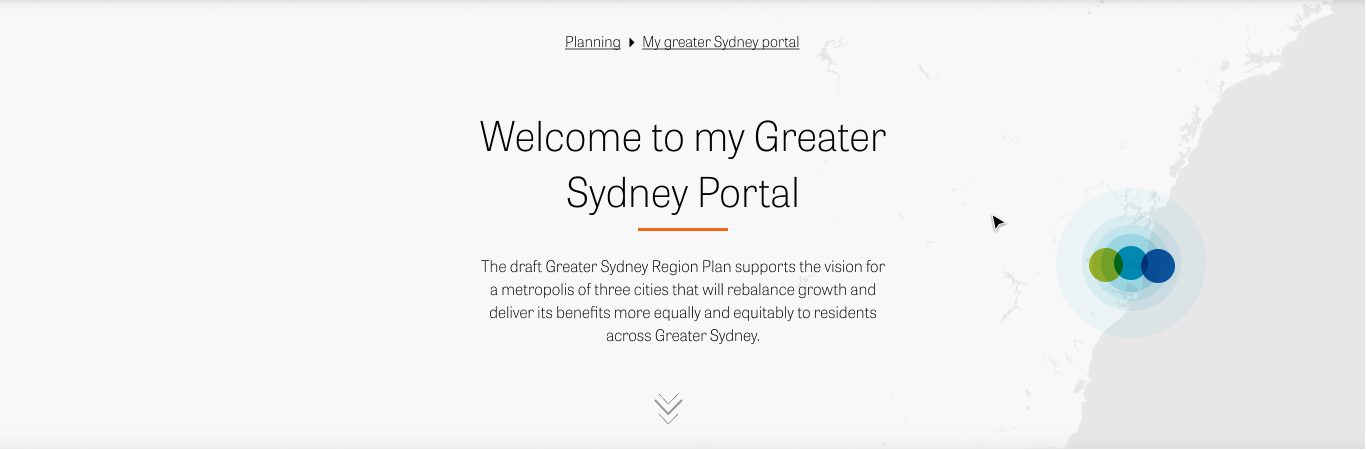 Planning My greater Sydney portal
Welcome to my Greater
Sydney Portal
The draft Greater Sydney Region Plan supports the vision for
a metropolis of three cities that will rebalance growth and
deliver its benefits more equally and equitably to residents
across Greater Sydney.